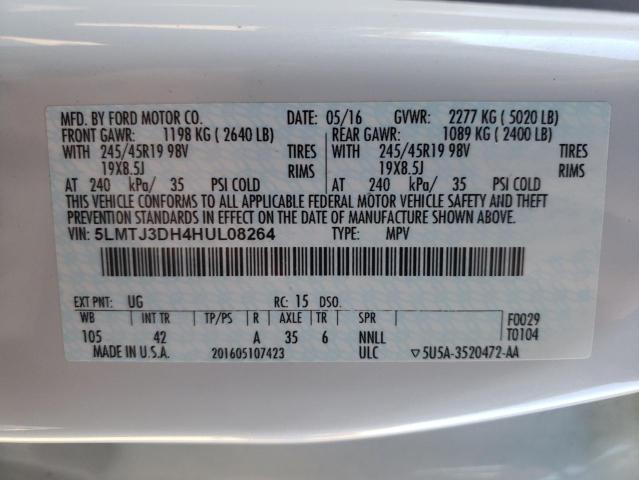 MFD. BY FORD MOTOR CO. DATE: 05/16 GVWR: 2277 KG ( 5020 LB)
FRONT GAWR: 1198 KG ( 2640 LB) REAR GAWR: 1089 KG ( 2400 LB)
WITH 245/45R19 98V TIRES WITH 245/45R19 98V TIRES
19X8.5J RIMS 19X8.5J RIMS
AT 240 kPa/ 35 PSI COLD AT 240 kPa/ 35 PSI COLD
THIS VEHICLE CONFORMS TO ALL APPLICABLE FEDERAL MOTOR VEHICLE SAFETY AND THEFT
PREVENTION STANDARDS IN EFFECT ON THE DATE OF MANUFACTURE SHOWN ABOVE.
VIN: 5LMTJ3DH4HUL08264 TYPE: MPV
EXT PNT: UG RC: 15 DSO:
WB INT TR TP/PS R AXLE TR SPR F0029
105 42 A 35 6 NNLL T0104
MADE IN U.S.A. 201605107423 ULC ▽5U5A-3520472-AA